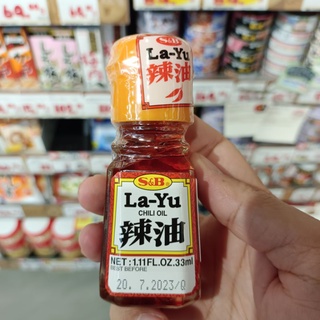 S&B
La-Yu
辣油
S&B
La-Yu
CHILI OIL
辣油
NET:1.11FL.OZ.33ml
BEST BEFORE
20. 7.2023/Q